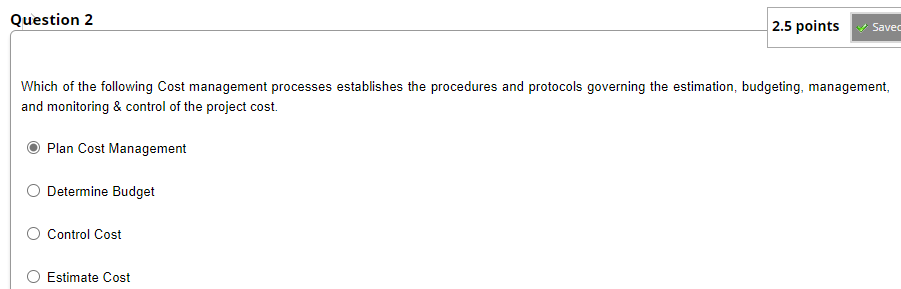 Question 2
2.5 points
Which of the following Cost management processes establishes the procedures and protocols governing the estimation, budgeting, management,
and monitoring & control of the project cost.
Plan Cost Management
Determine Budget
Control Cost
Estimate Cost